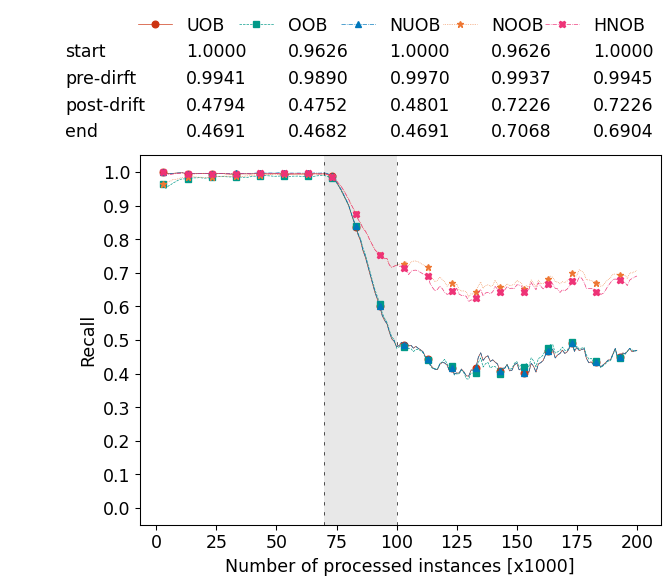 UOB OOB NUOB NOOB HNOB
start 1.0000 0.9626 1.0000 0.9626 1.0000
pre-dirft 0.9941 0.9890 0.9970 0.9937 0.9945
post-drift 0.4794 0.4752 0.4801 0.7226 0.7226
end 0.4691 0.4682 0.4691 0.7068 0.6904
1.0
0.9
0.8
0.7
0.6
0.5
0.4
0.3
0.2
0.1
0.0
Recall
0 25 50 75 100 125 150 175 200
Number of processed instances [x1000]